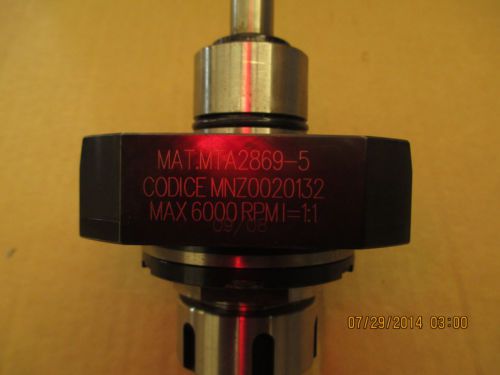 MAT.MTA2869-5
CODICE MNZ0020132
MAX 6000 RPM I=1:1
09/08
07/29/2014 03:00